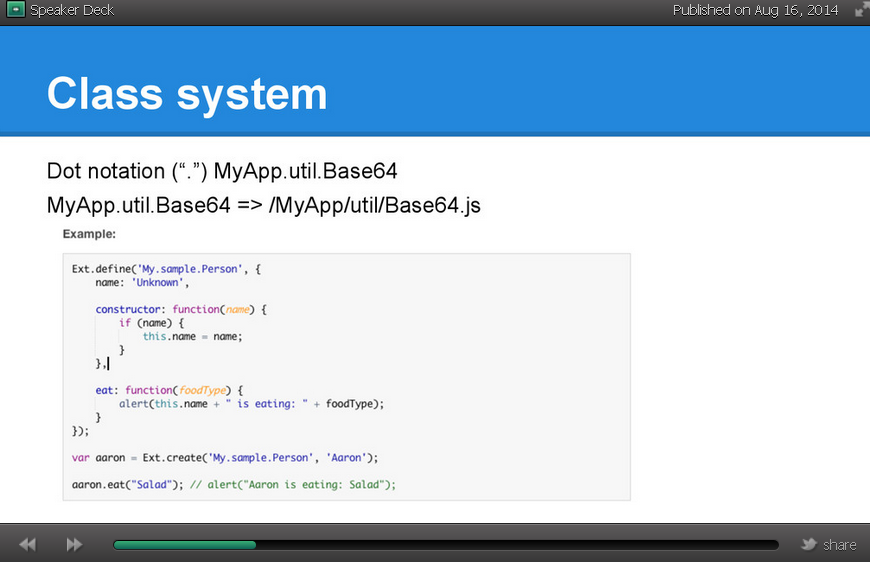 Speaker Deck
Published on Aug 16, 2014
Class system
Dot notation (“.”) MyApp.util.Base64
MyApp.util.Base64 => /MyApp/util/Base64.js
Example:
Ext.define('My.sample.Person', {
    name: 'Unknown',
    constructor: function(name) {
        if (name) {
            this.name = name;
        }
    },
    eat: function(foodType) {
        alert(this.name + " is eating: " + foodType);
    }
});
var aaron = Ext.create('My.sample.Person', 'Aaron');
aaron.eat("Salad"); // alert("Aaron is eating: Salad");
share